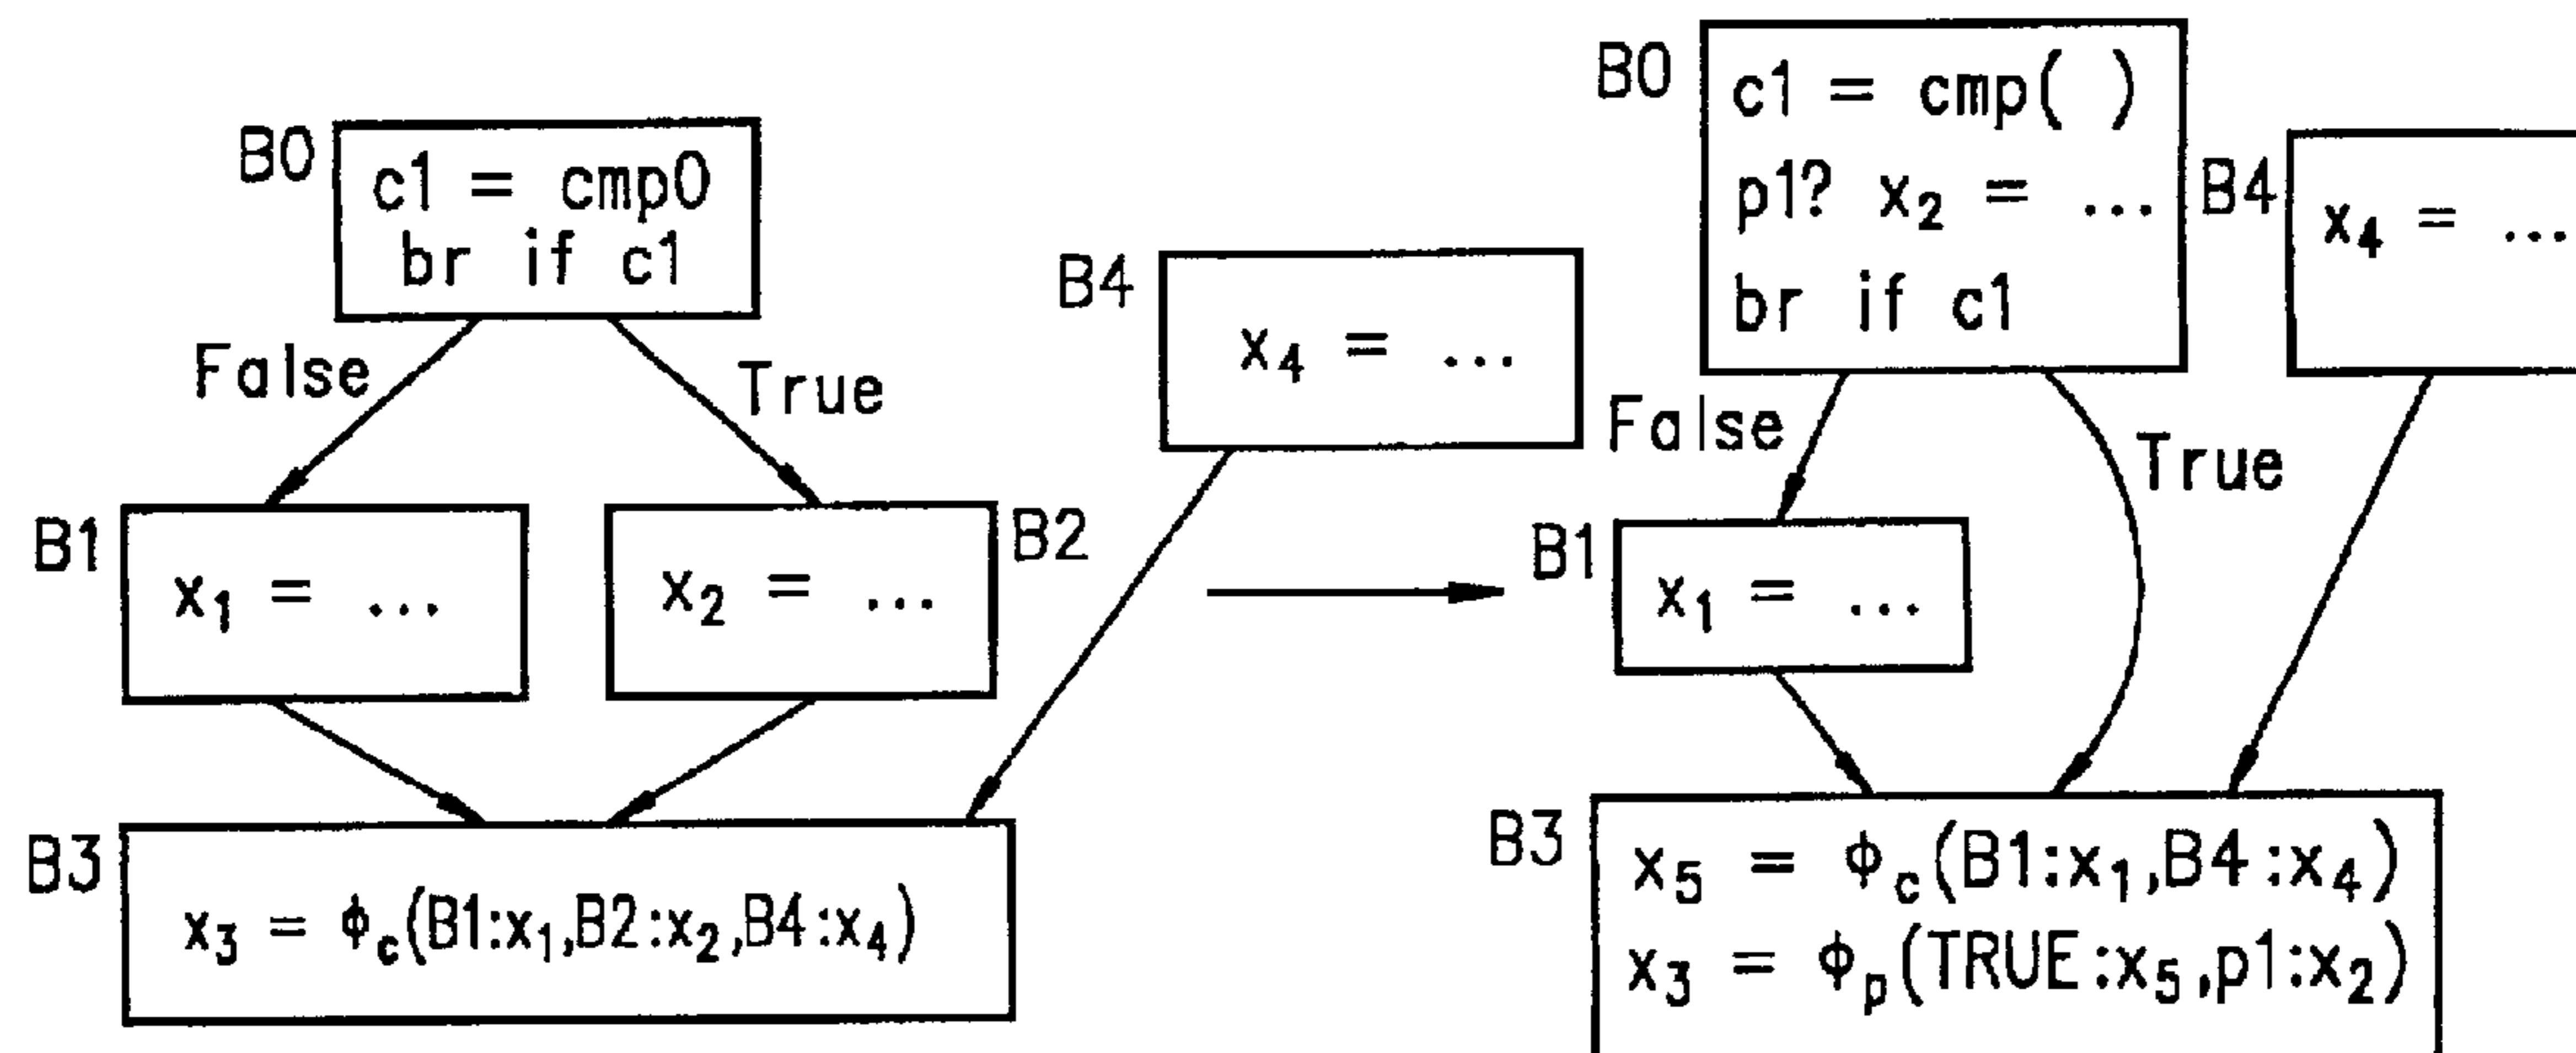 B0
c1 = cmp0
br if c1
False
True
B4
x₄ = ...
B1
x₁ = ...
x₂ = ...
B2
B3
x₃ = ϕc(B1:x₁,B2:x₂,B4:x₄)
B0
c1 = cmp( )
p1? x₂ = ...
br if c1
B4
x₄ = ...
False
True
B1
x₁ = ...
B3
x₅ = ϕc(B1:x₁,B4:x₄)
x₃ = ϕp(TRUE:x₅,p1:x₂)